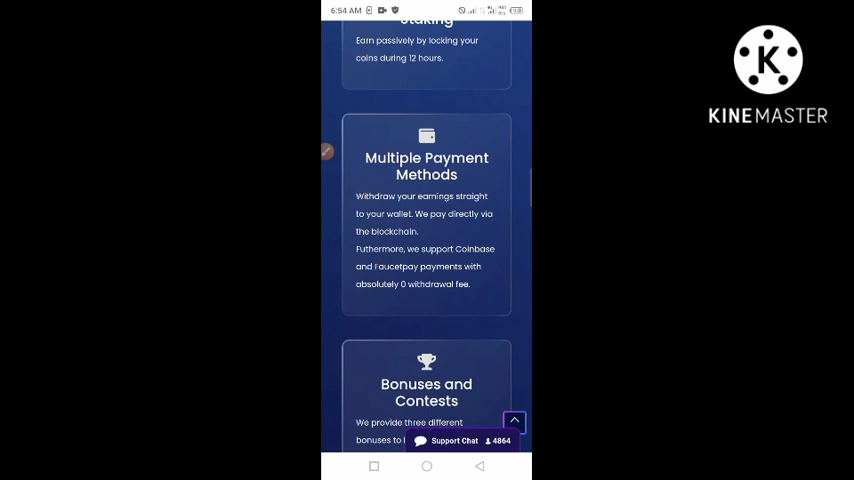 6:54 AM
Staking
Earn passively by locking your
coins during 12 hours.
KINEMASTER
Multiple Payment
Methods
Withdraw your earnings straight
to your wallet. We pay directly via
the blockchain.
Futhermore, we support Coinbase
and Faucetpay payments with
absolutely 0 withdrawal fee.
Bonuses and
Contests
We provide three different
bonuses to
Support Chat 4864